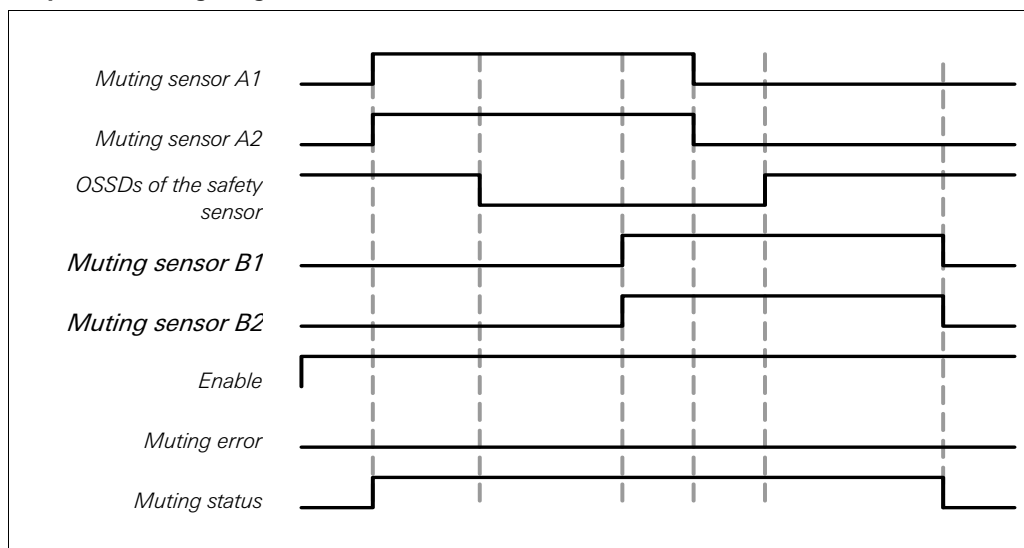 Muting sensor A1
Muting sensor A2
OSSDs of the safety
sensor
Muting sensor B1
Muting sensor B2
Enable
Muting error
Muting status